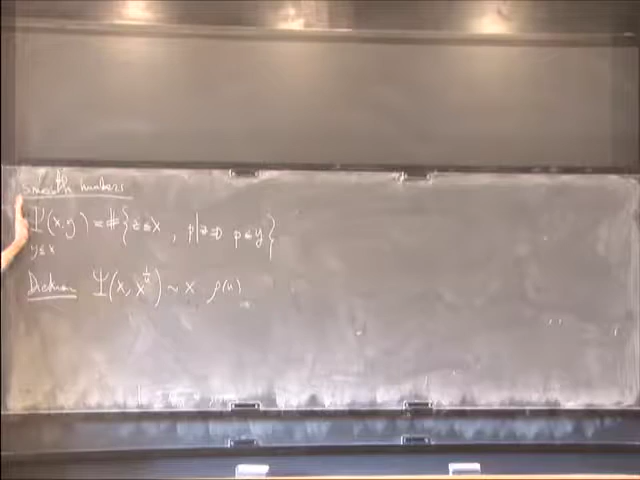 Smooth numbers
Ψ(x,y) = #{z ≤ x , p|z ⇒ p ≤ y}
y ≤ x
Dickman Ψ(x, x^{1/u}) ~ x ρ(u)